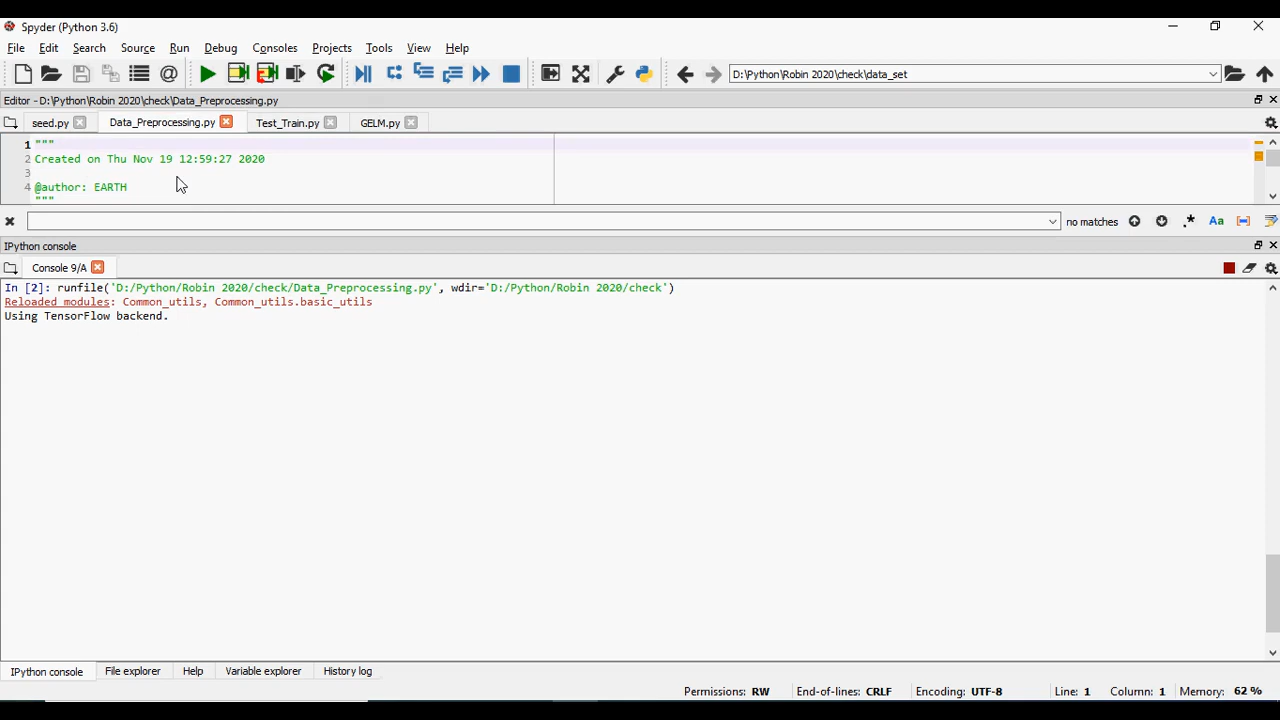 Spyder (Python 3.6)
File Edit Search Source Run Debug Consoles Projects Tools View Help
D:\Python\Robin 2020\check\data_set
Editor - D:\Python\Robin 2020\check\Data_Preprocessing.py
seed.py Data_Preprocessing.py Test_Train.py GELM.py
1 """
2 Created on Thu Nov 19 12:59:27 2020
3
4 @author: EARTH
"""
no matches .* Aa
IPython console
Console 9/A
In [2]: runfile('D:/Python/Robin 2020/check/Data_Preprocessing.py', wdir='D:/Python/Robin 2020/check')
Reloaded modules: Common_utils, Common_utils.basic_utils
Using TensorFlow backend.
IPython console File explorer Help Variable explorer History log
Permissions: RW End-of-lines: CRLF Encoding: UTF-8 Line: 1 Column: 1 Memory: 62 %